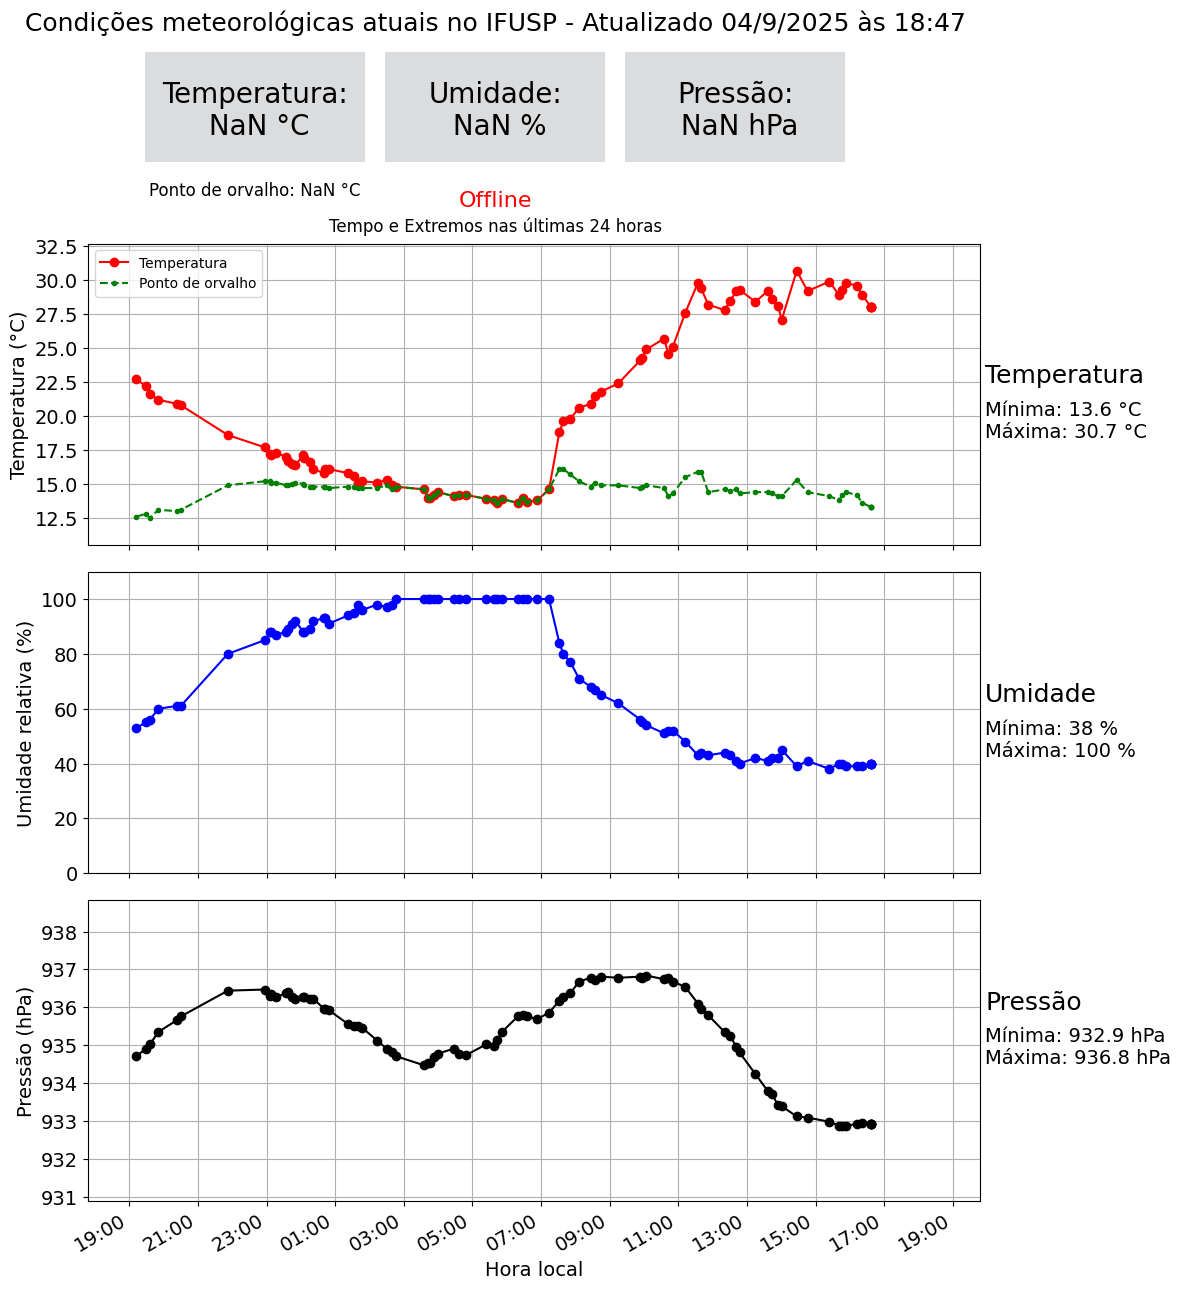 Condições meteorológicas atuais no IFUSP - Atualizado 04/9/2025 às 18:47
Temperatura:
NaN °C
Umidade:
NaN %
Pressão:
NaN hPa
Ponto de orvalho: NaN °C
Offline
Tempo e Extremos nas últimas 24 horas
Temperatura (°C)
32.5
30.0
27.5
25.0
22.5
20.0
17.5
15.0
12.5
Temperatura
Ponto de orvalho
Temperatura
Mínima: 13.6 °C
Máxima: 30.7 °C
Umidade relativa (%)
100
80
60
40
20
0
Umidade
Mínima: 38 %
Máxima: 100 %
Pressão (hPa)
938
937
936
935
934
933
932
931
Pressão
Mínima: 932.9 hPa
Máxima: 936.8 hPa
19:00
21:00
23:00
01:00
03:00
05:00
07:00
09:00
11:00
13:00
15:00
17:00
19:00
Hora local